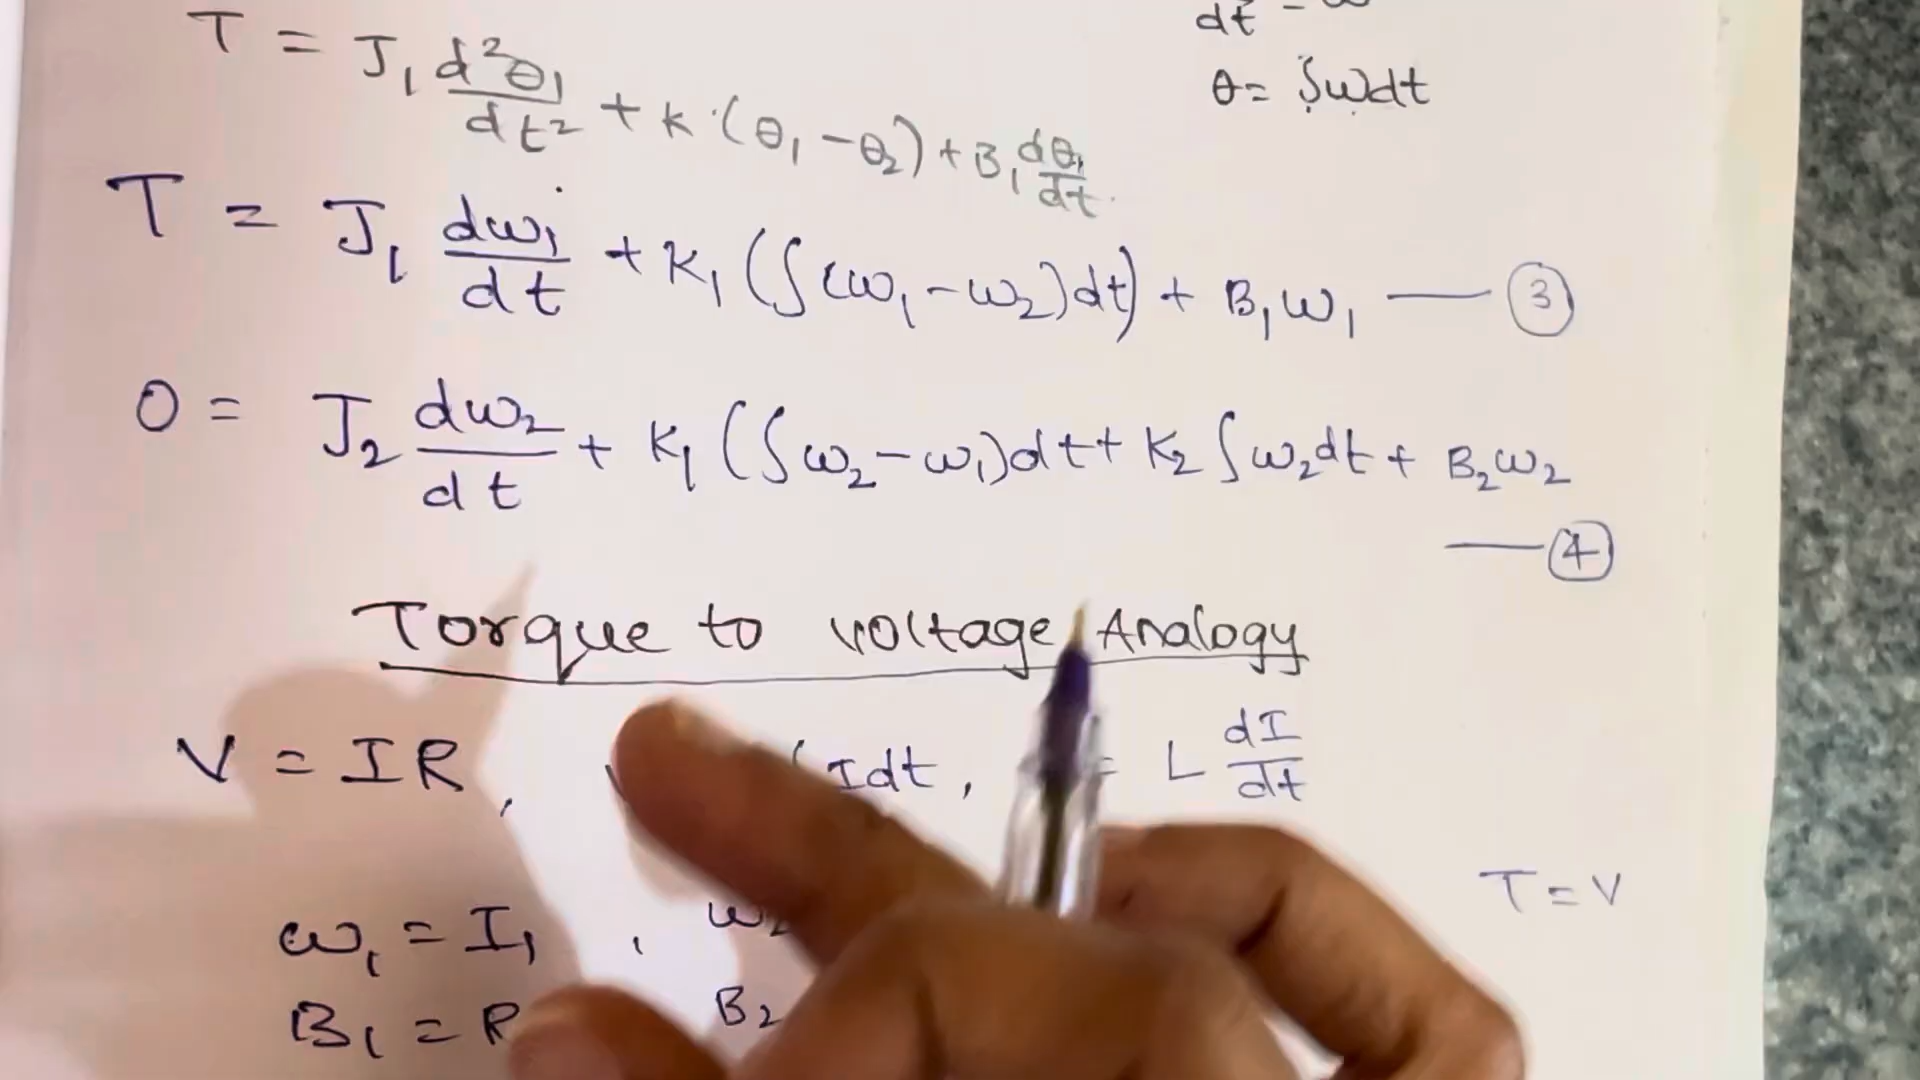 dt = ω
T = J₁ d²θ₁/dt² + K (θ₁ - θ₂) + B₁ dθ₁/dt
θ = ∫ωdt
T = J₁ dω₁/dt + K₁ (∫(ω₁ - ω₂)dt) + B₁ω₁ — ③
0 = J₂ dω₂/dt + K₁ (∫ω₂ - ω₁)dt + K₂ ∫ω₂dt + B₂ω₂
— ④
Torque to voltage Analogy
V = IR, Idt, = L dI/dt
T = V
ω₁ = I₁ , ω₂
B₁ = R B₂